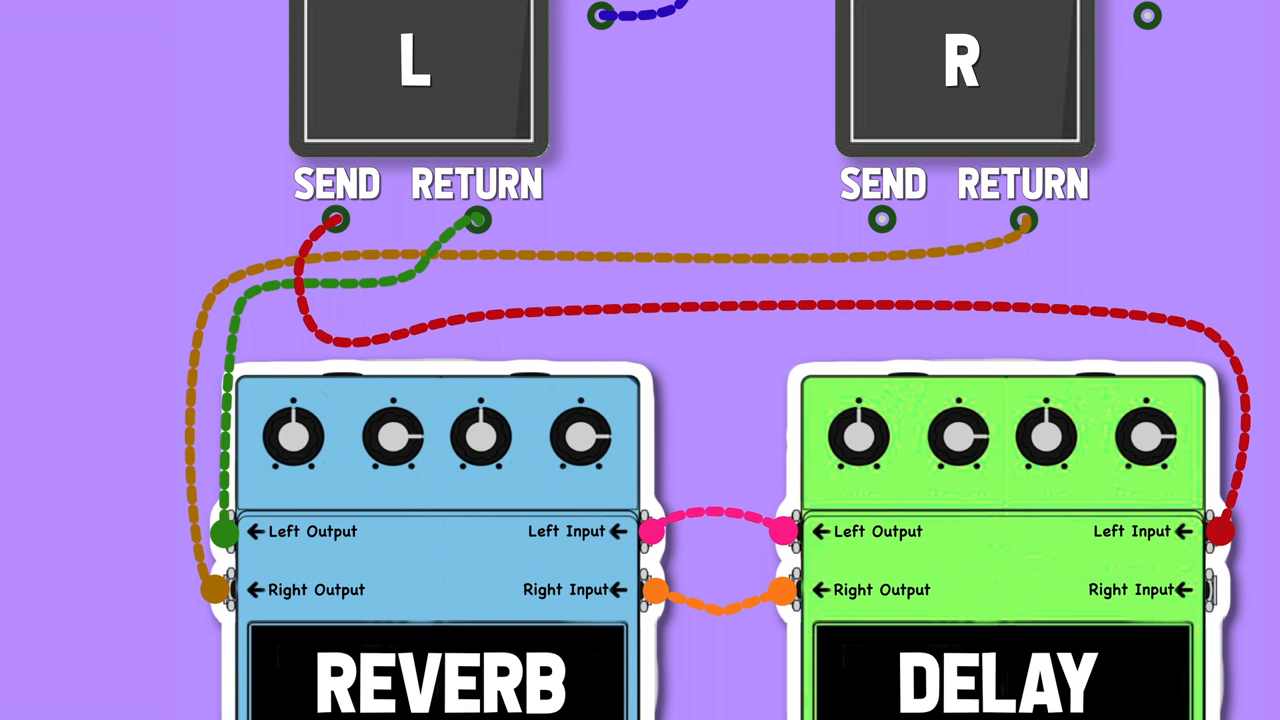 L
R
SEND RETURN
SEND RETURN
←Left Output
Left Input←
←Right Output
Right Input←
REVERB
←Left Output
Left Input←
←Right Output
Right Input←
DELAY